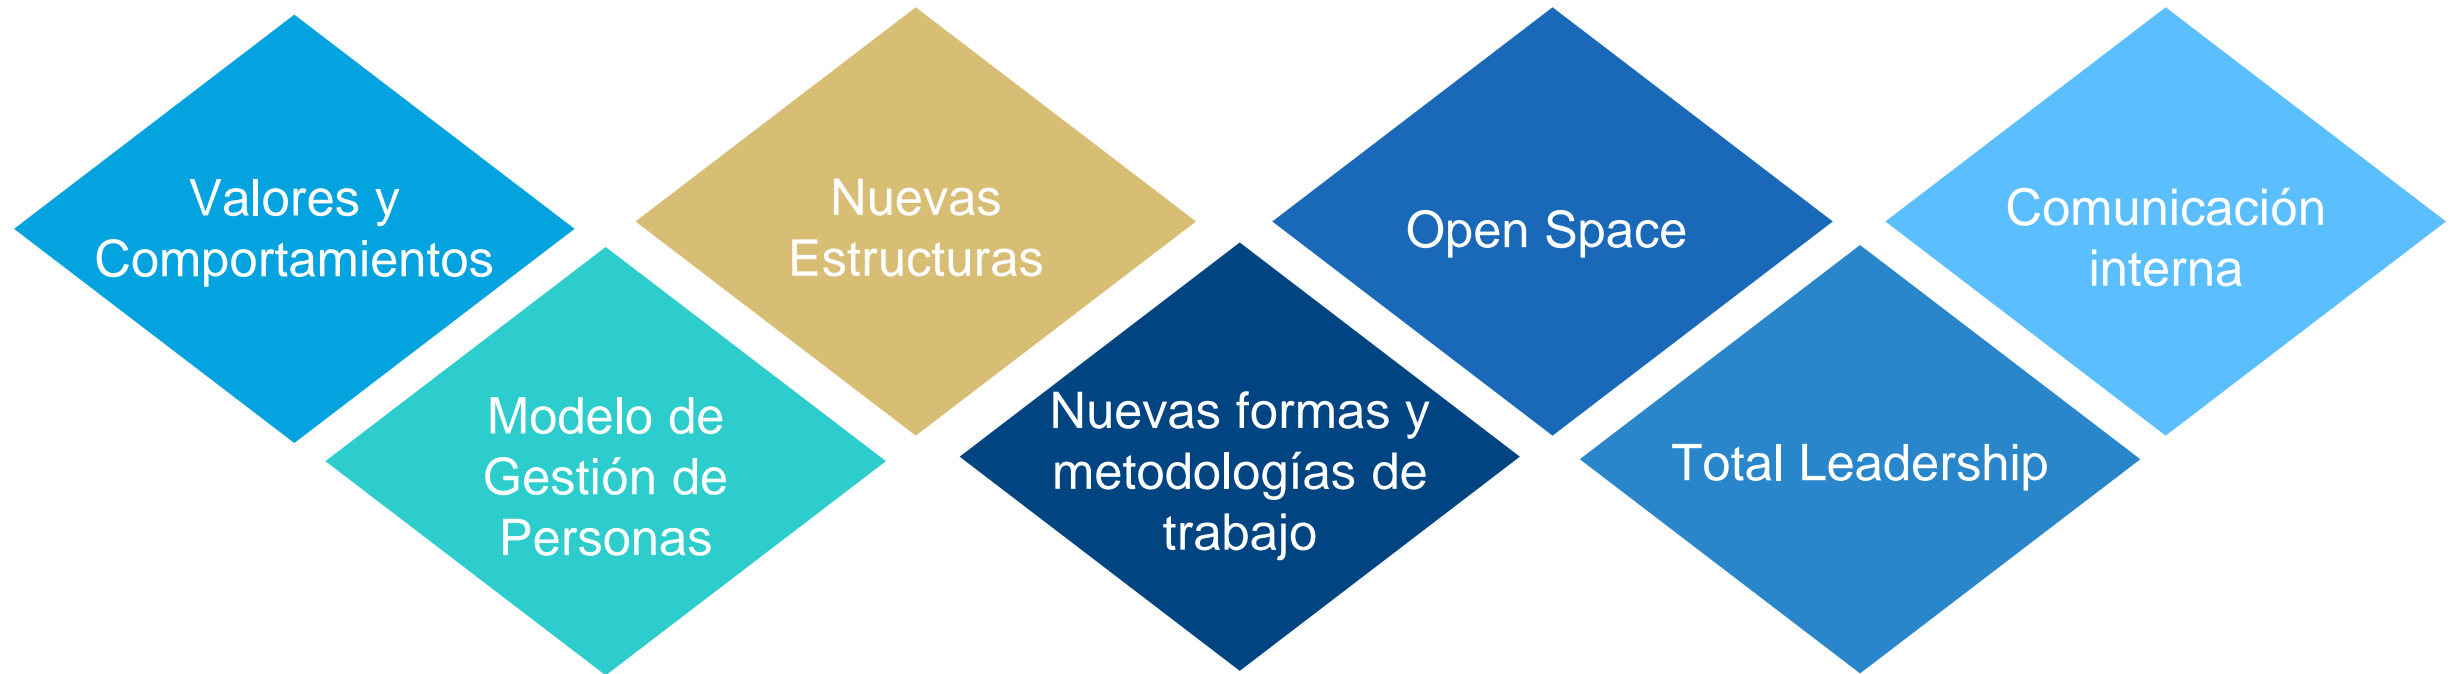 Valores y
Comportamientos
Modelo de
Gestión de
Personas
Nuevas
Estructuras
Nuevas formas y
metodologías de
trabajo
Open Space
Total Leadership
Comunicación
interna